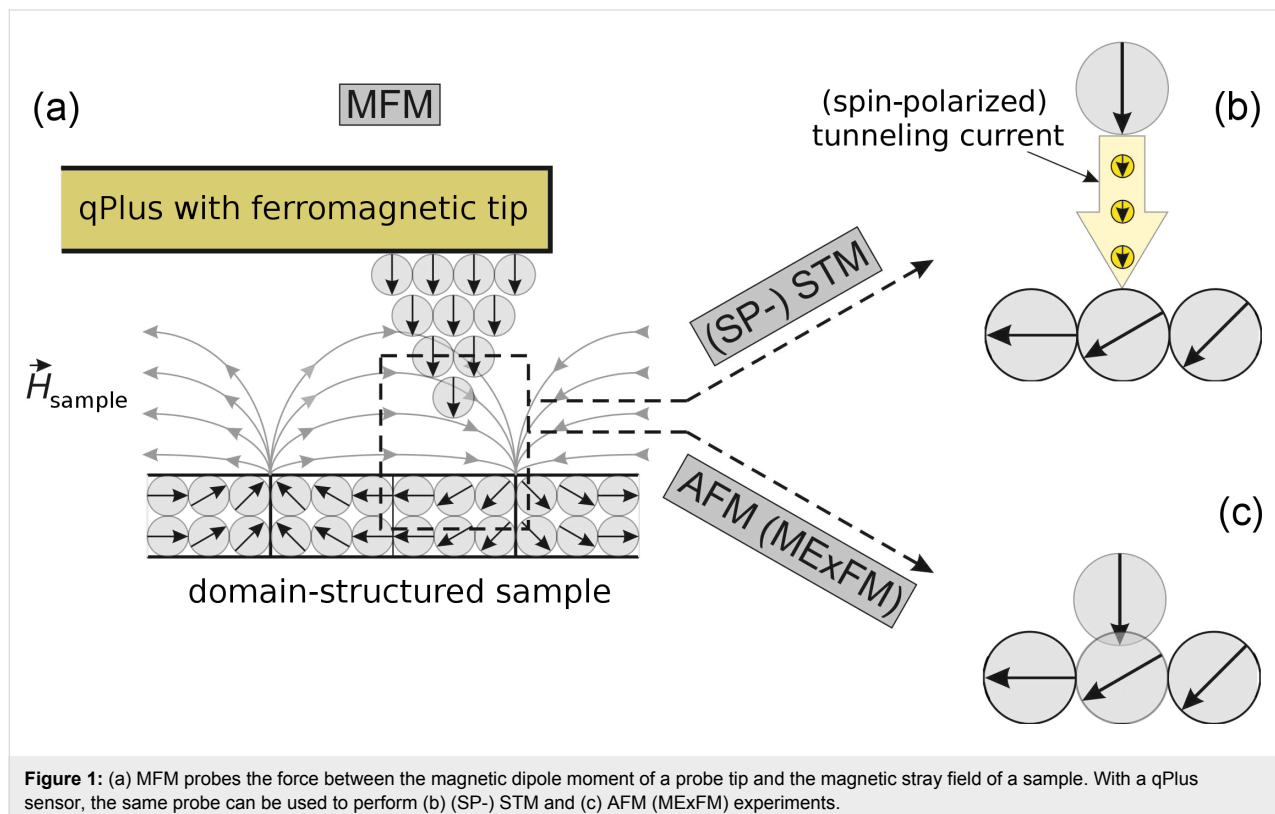 (a)
MFM
qPlus with ferromagnetic tip
H
sample
domain-structured sample
(SP-) STM
AFM (MExFM)
(spin-polarized)
tunneling current
(b)
(c)
Figure 1: (a) MFM probes the force between the magnetic dipole moment of a probe tip and the magnetic stray field of a sample. With a qPlus
sensor, the same probe can be used to perform (b) (SP-) STM and (c) AFM (MExFM) experiments.